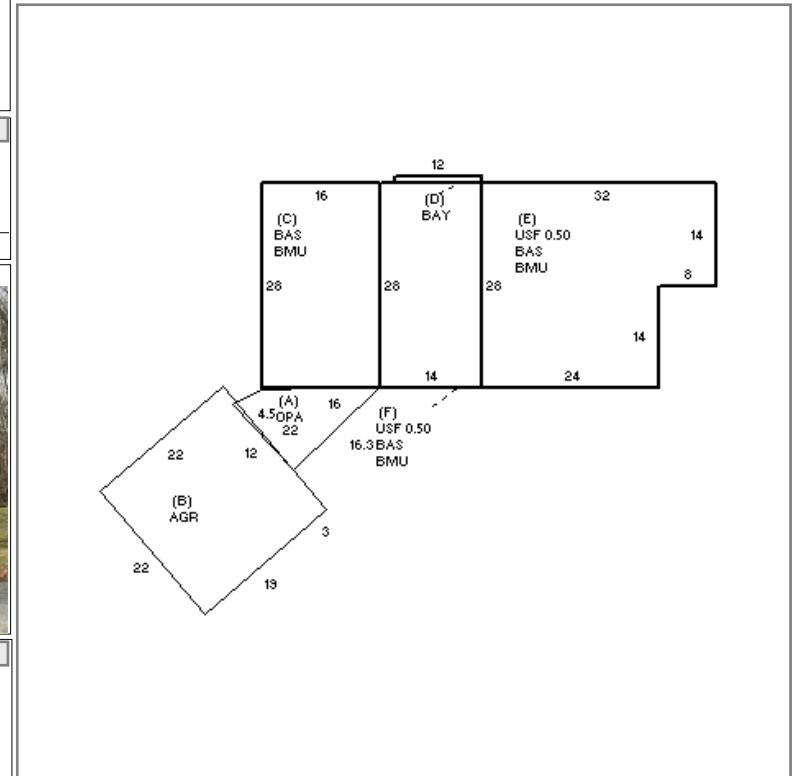 12
16
(D)
BAY
32
(C)
BAS
BMU
(E)
USF 0.50
BAS
BMU
14
8
28
28
28
14
14
24
(A)
4.5 OPA
22
16
(F)
USF 0.50
16.3 BAS
BMU
22
12
(B)
AGR
3
22
19